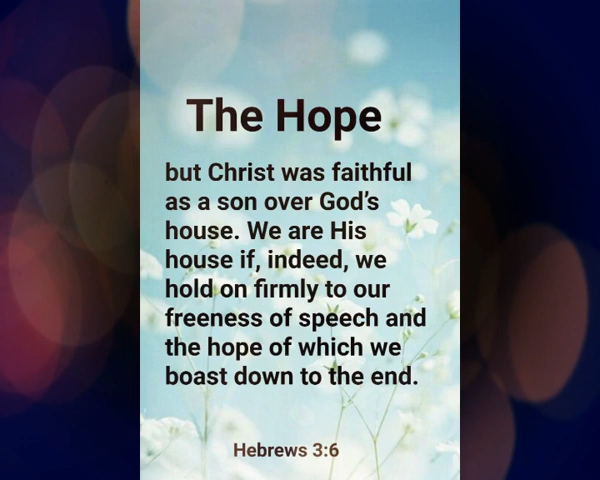 The Hope
but Christ was faithful
as a son over God’s
house. We are His
house if, indeed, we
hold on firmly to our
freeness of speech and
the hope of which we
boast down to the end.
Hebrews 3:6